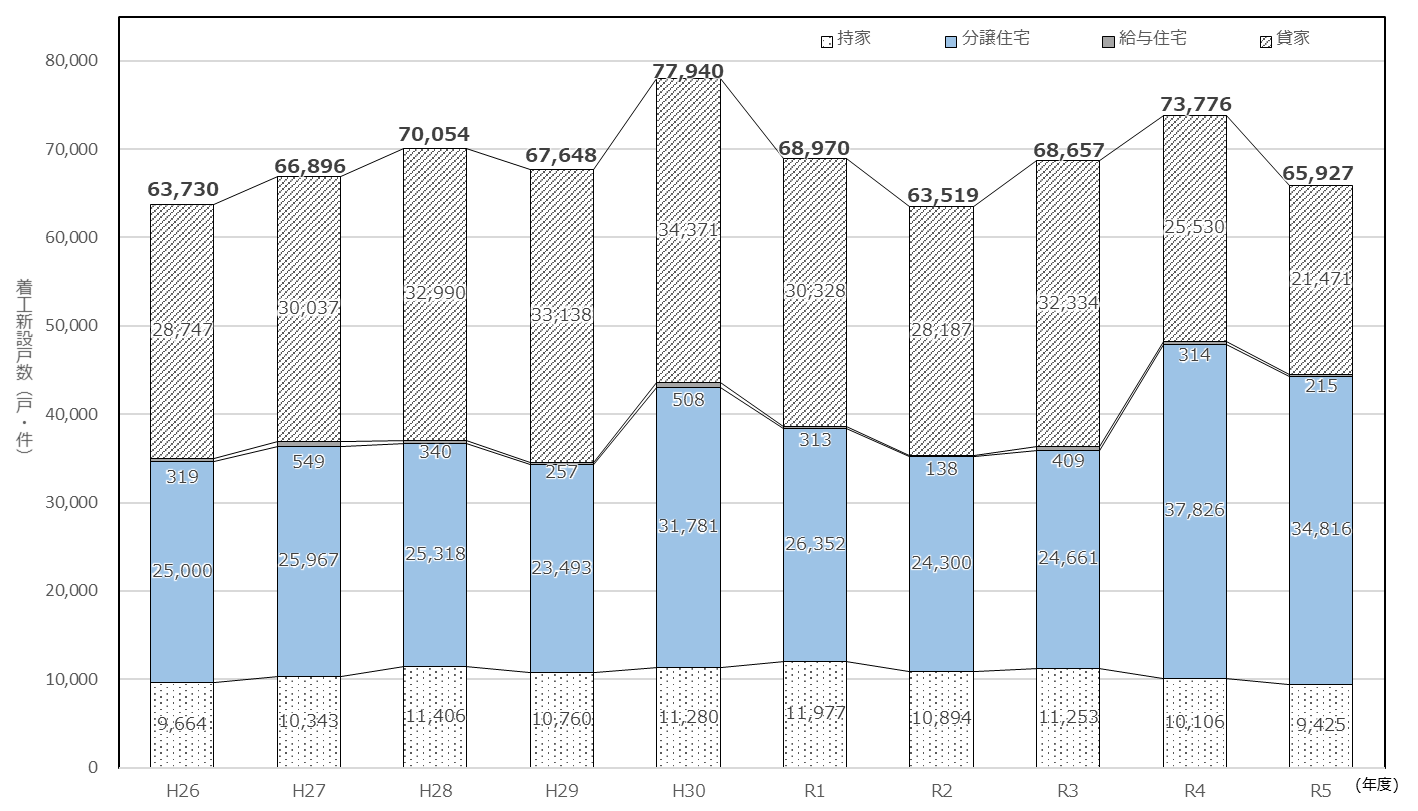 持家 分譲住宅 給与住宅 貸家
着工新設戸数（戸・件）
80,000
70,000
60,000
50,000
40,000
30,000
20,000
10,000
0
63,730 66,896 70,054 67,648 77,940 68,970 63,519 68,657 73,776 65,927
28,747 30,037 32,990 33,138 34,371 30,328 28,187 32,334 25,530 21,471
319 549 340 257 508 313 138 409 314 215
25,000 25,967 25,318 23,493 31,781 26,352 24,300 24,661 37,826 34,816
9,664 10,343 11,406 10,760 11,280 11,977 10,894 11,253 10,106 9,425
H26 H27 H28 H29 H30 R1 R2 R3 R4 R5 （年度）